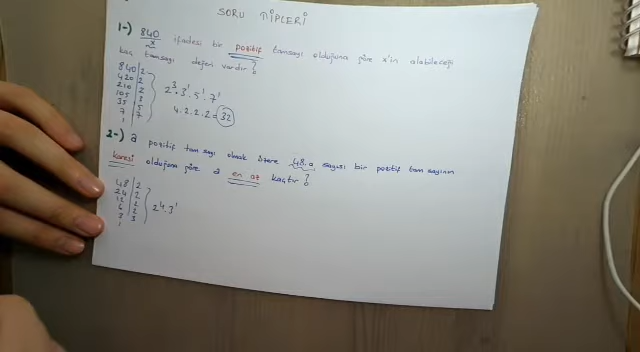 SORU TİPLERİ
1-) 840/x ifadesi bir pozitif tamsayı olduğuna göre x'in alabileceği
kaç tamsayı değeri vardır?
840 | 2
420 | 2
210 | 2
105 | 3
35 | 5
7 | 7
1
2³.3¹.5¹.7¹
4.2.2.2=32
2-) a pozitif tam sayı olmak üzere 48.a sayısı bir pozitif tam sayının
karesi olduğuna göre a en az kaçtır?
48 | 2
24 | 2
12 | 2
6 | 2
3 | 3
1
2⁴.3¹